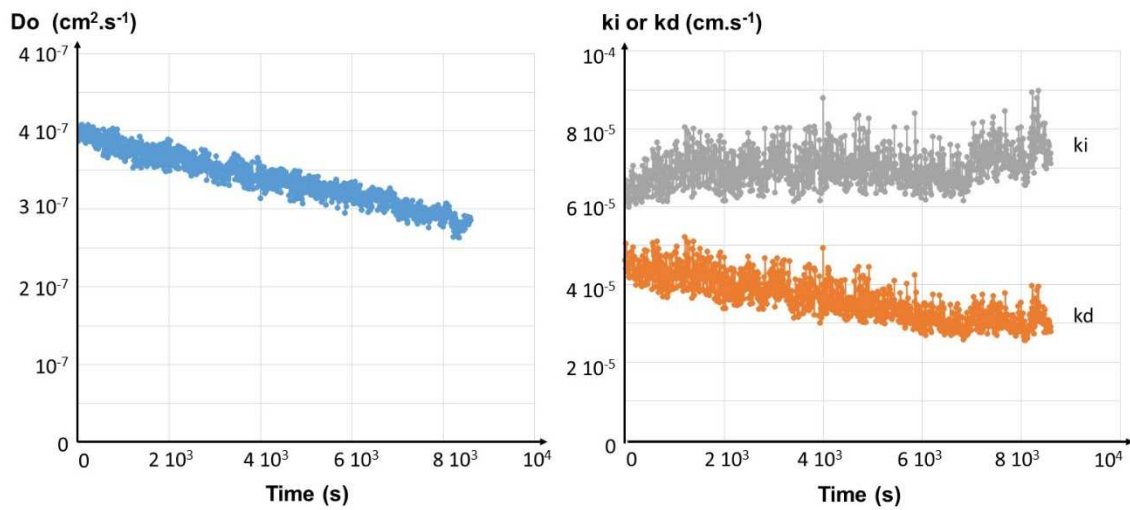 Do (cm².s⁻¹)
4 10⁻⁷
4 10⁻⁷
3 10⁻⁷
2 10⁻⁷
10⁻⁷
0
0 2 10³ 4 10³ 6 10³ 8 10³ 10⁴
Time (s)
ki or kd (cm.s⁻¹)
10⁻⁴
8 10⁻⁵
6 10⁻⁵
4 10⁻⁵
2 10⁻⁵
0
ki
kd
0 2 10³ 4 10³ 6 10³ 8 10³ 10⁴
Time (s)